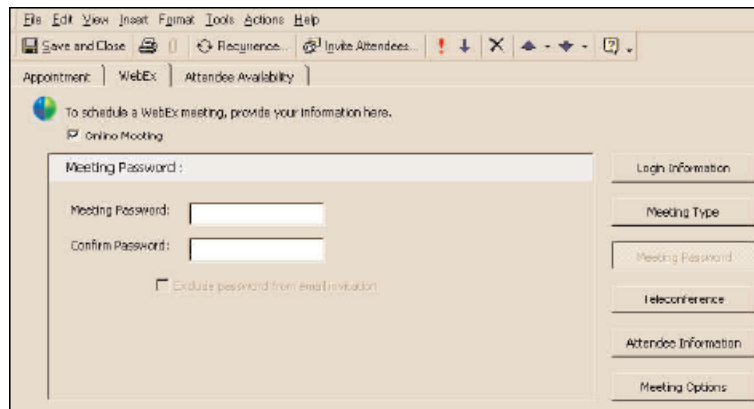 File Edit View Insert Format Tools Actions Help
Save and Close Recurrence... Invite Attendees...
Appointment WebEx Attendee Availability
To schedule a WebEx meeting, provide your information here.
Online Meeting
Meeting Password :
Meeting Password:
Confirm Password:
Exclude password from email invitation
Login Information
Meeting Type
Meeting Password
Teleconference
Attendee Information
Meeting Options